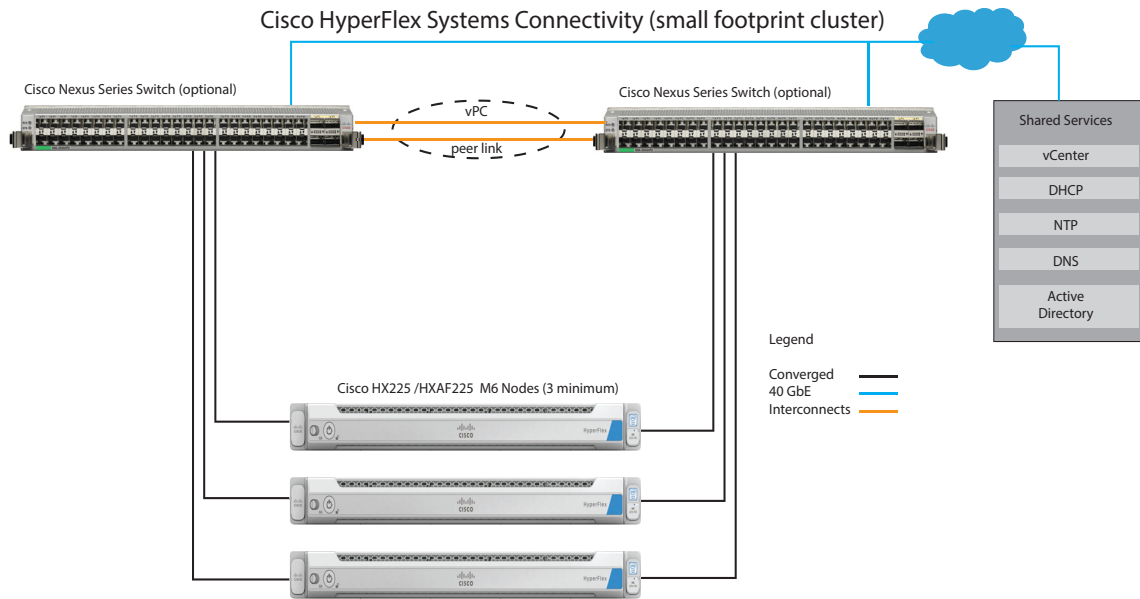 Cisco HyperFlex Systems Connectivity (small footprint cluster)
Cisco Nexus Series Switch (optional)
Cisco Nexus Series Switch (optional)
vPC
peer link
Shared Services
vCenter
DHCP
NTP
DNS
Active
Directory
Legend
Converged
40 GbE
Interconnects
Cisco HX225 /HXAF225 M6 Nodes (3 minimum)
CISCO
HyperFlex
CISCO
HyperFlex
CISCO
HyperFlex